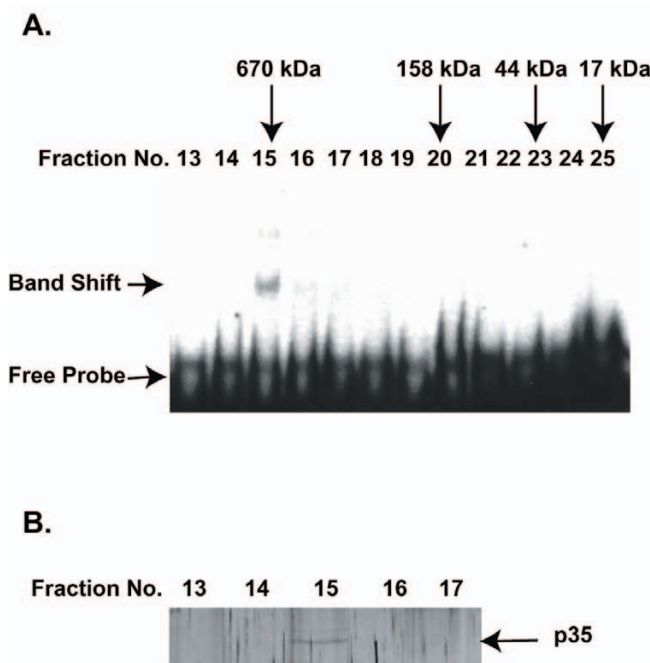 A.
670 kDa 158 kDa 44 kDa 17 kDa
Fraction No. 13 14 15 16 17 18 19 20 21 22 23 24 25
Band Shift
Free Probe
B.
Fraction No. 13 14 15 16 17
p35